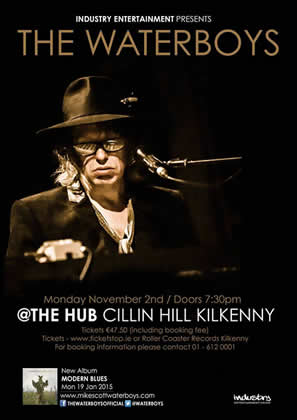 INDUSTRY ENTERTAINMENT PRESENTS
THE WATERBOYS
Monday November 2nd / Doors 7:30pm
@THE HUB CILLIN HILL KILKENNY
Tickets €47.50 (including booking fee)
Tickets - www.ticketstop.ie or Roller Coaster Records Kilkenny
For booking information please contact 01 - 612 0001
New Album
MODERN BLUES
Mon 19 Jan 2015
www.mikescottwaterboys.com THEWATERBOYSOFFICIAL @WATERBOYS
industry